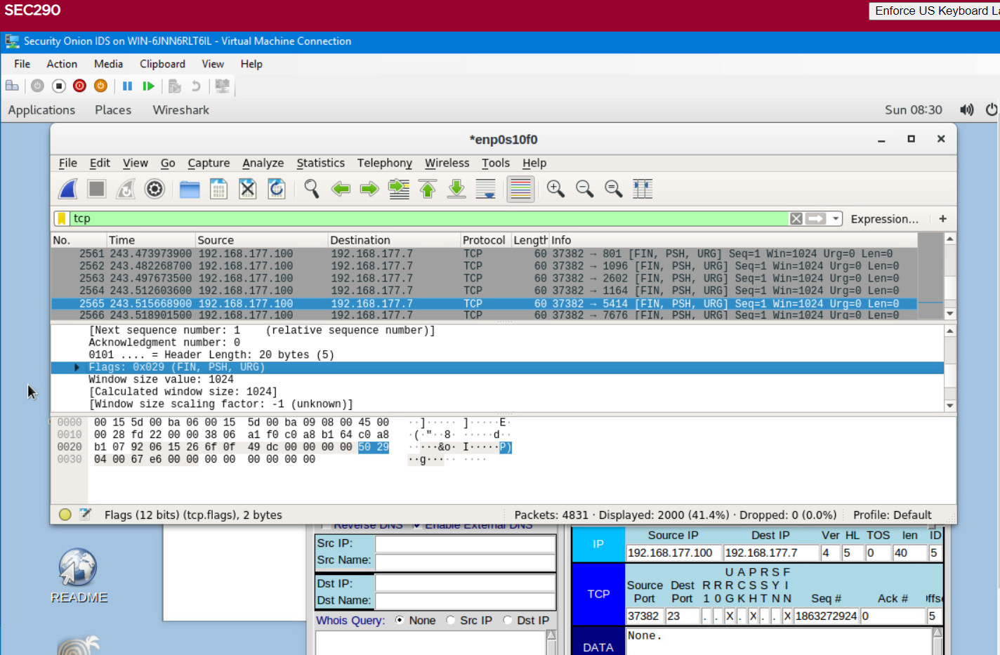 SEC290
Enforce US Keyboard La
Security Onion IDS on WIN-6JNN6RLT6IL - Virtual Machine Connection
File Action Media Clipboard View Help
Applications Places Wireshark Sun 08:30
*enp0s10f0
File Edit View Go Capture Analyze Statistics Telephony Wireless Tools Help
tcp Expression... +
No. Time Source Destination Protocol Length Info
2561 243.473973900 192.168.177.100 192.168.177.7 TCP 60 37382 → 801 [FIN, PSH, URG] Seq=1 Win=1024 Urg=0 Len=0
2562 243.482268700 192.168.177.100 192.168.177.7 TCP 60 37382 → 1096 [FIN, PSH, URG] Seq=1 Win=1024 Urg=0 Len=0
2563 243.497673500 192.168.177.100 192.168.177.7 TCP 60 37382 → 2602 [FIN, PSH, URG] Seq=1 Win=1024 Urg=0 Len=0
2564 243.512603600 192.168.177.100 192.168.177.7 TCP 60 37382 → 1164 [FIN, PSH, URG] Seq=1 Win=1024 Urg=0 Len=0
2565 243.515668900 192.168.177.100 192.168.177.7 TCP 60 37382 → 5414 [FIN, PSH, URG] Seq=1 Win=1024 Urg=0 Len=0
2566 243.518901500 192.168.177.100 192.168.177.7 TCP 60 37382 → 7676 [FIN, PSH, URG] Seq=1 Win=1024 Urg=0 Len=0
[Next sequence number: 1 (relative sequence number)]
Acknowledgment number: 0
0101 .... = Header Length: 20 bytes (5)
Flags: 0x029 (FIN, PSH, URG)
Window size value: 1024
[Calculated window size: 1024]
[Window size scaling factor: -1 (unknown)]
0000 00 15 5d 00 ba 06 00 15 5d 00 ba 09 08 00 45 00 ··]····· ]·····E·
0010 00 28 fd 22 00 00 38 06 a1 f0 c0 a8 b1 64 c0 a8 ·(·"··8· ·····d··
0020 b1 07 92 06 15 26 6f 0f 49 dc 00 00 00 00 50 29 ·····&o· I·····P)
0030 04 00 67 e6 00 00 00 00 00 00 00 00 ··g····· ····
Flags (12 bits) (tcp.flags), 2 bytes Packets: 4831 · Displayed: 2000 (41.4%) · Dropped: 0 (0.0%) Profile: Default
Reverse DNS Enable External DNS
Src IP:
Src Name:
Dst IP:
Dst Name:
Whois Query: None Src IP Dst IP
IP
Source IP Dest IP Ver HL TOS len ID
192.168.177.100 192.168.177.7 4 5 0 40 5
TCP
U A P R S F
Source Dest R R R C S S Y I
Port Port 1 0 G K H T N N Seq # Ack # Offse
37382 23 . . X . X . . X 1863272924 0 5
DATA
None.
README